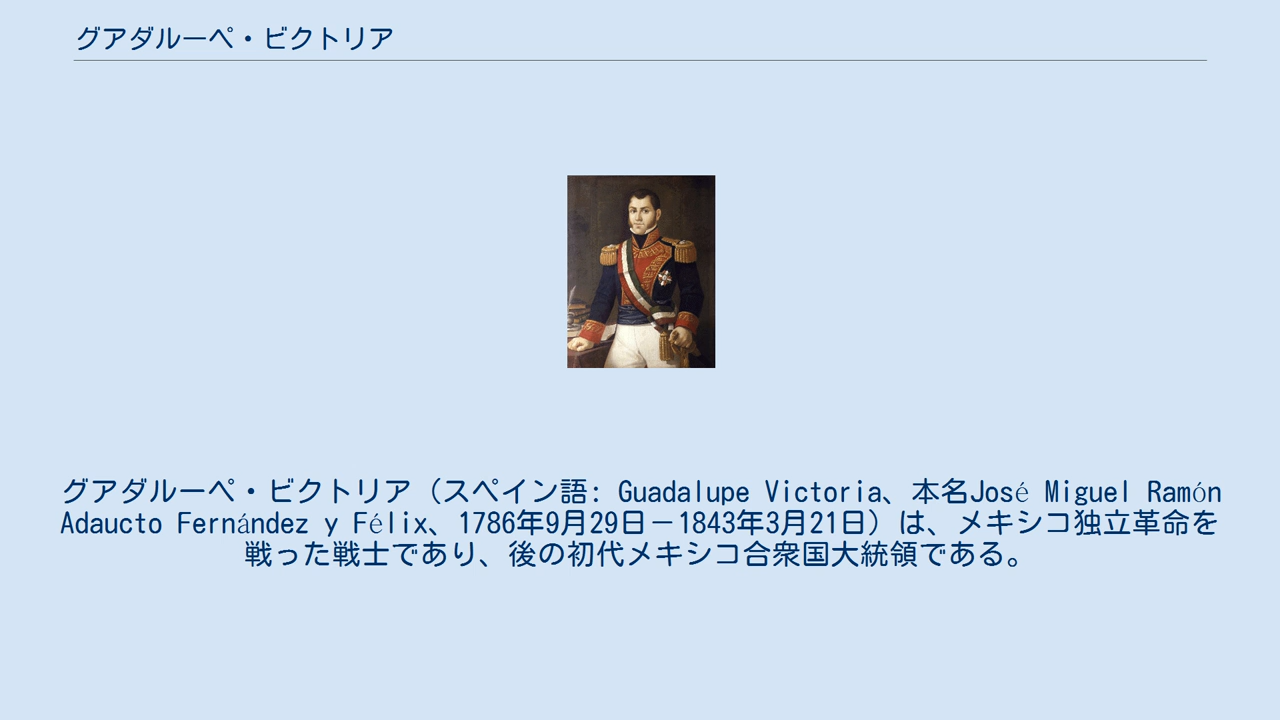 グアダルーペ・ビクトリア
グアダルーペ・ビクトリア（スペイン語: Guadalupe Victoria、本名José Miguel Ramón
Adaucto Fernández y Félix、1786年9月29日－1843年3月21日）は、メキシコ独立革命を
戦った戦士であり、後の初代メキシコ合衆国大統領である。